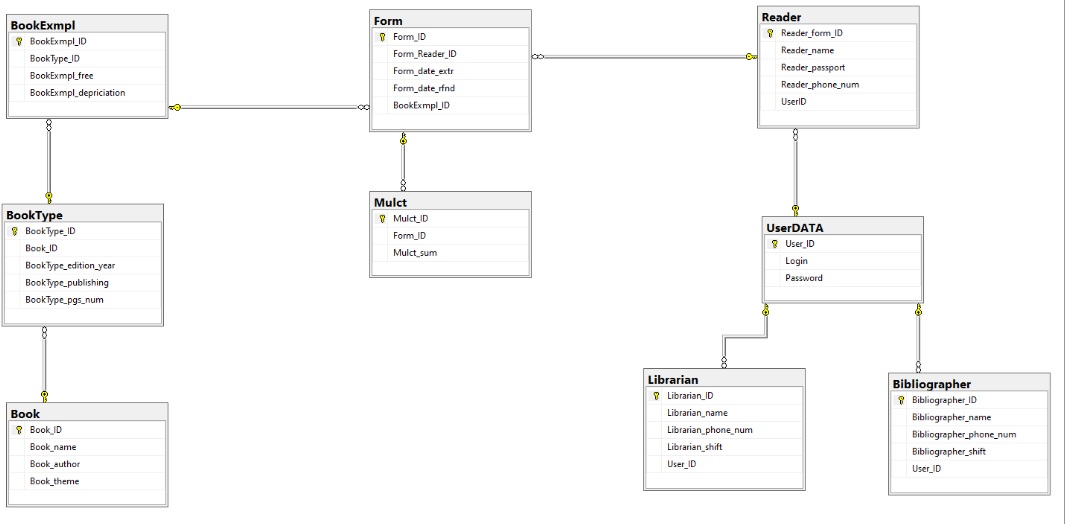 BookExmpl
BookExmpl_ID
BookType_ID
BookExmpl_free
BookExmpl_depriciation
Form
Form_ID
Form_Reader_ID
Form_date_extr
Form_date_rfnd
BookExmpl_ID
Reader
Reader_form_ID
Reader_name
Reader_passport
Reader_phone_num
UserID
BookType
BookType_ID
Book_ID
BookType_edition_year
BookType_publishing
BookType_pgs_num
Mulct
Mulct_ID
Form_ID
Mulct_sum
UserDATA
User_ID
Login
Password
Book
Book_ID
Book_name
Book_author
Book_theme
Librarian
Librarian_ID
Librarian_name
Librarian_phone_num
Librarian_shift
User_ID
Bibliographer
Bibliographer_ID
Bibliographer_name
Bibliographer_phone_num
Bibliographer_shift
User_ID